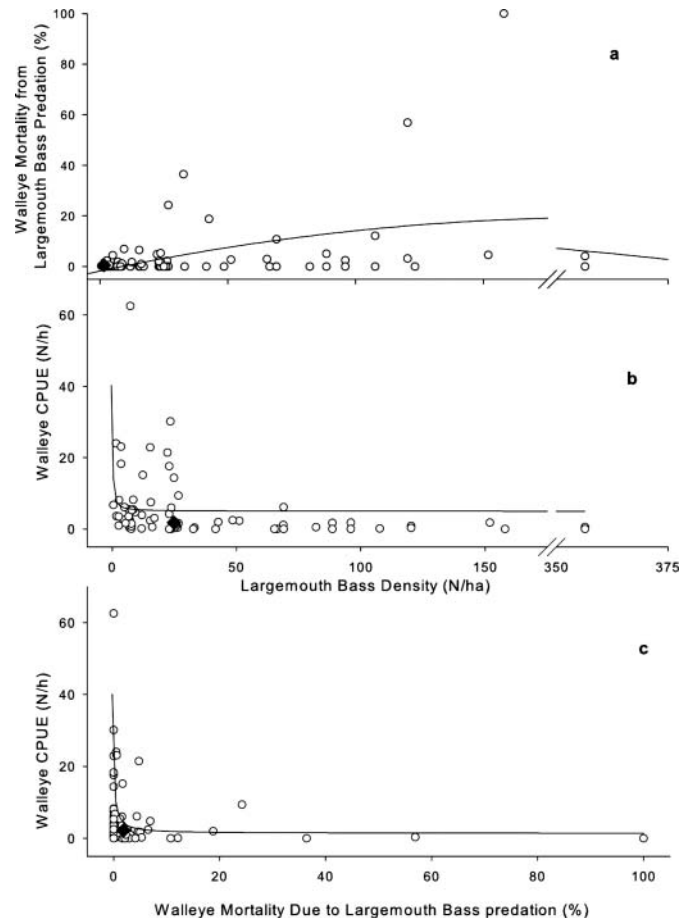 Walleye Mortality from
Largemouth Bass Predation (%)
100
80
60
40
20
0
a
Walleye CPUE (N/h)
60
40
20
0
b
0
50
100
150
350
375
Largemouth Bass Density (N/ha)
Walleye CPUE (N/h)
60
40
20
0
c
0
20
40
60
80
100
Walleye Mortality Due to Largemouth Bass predation (%)